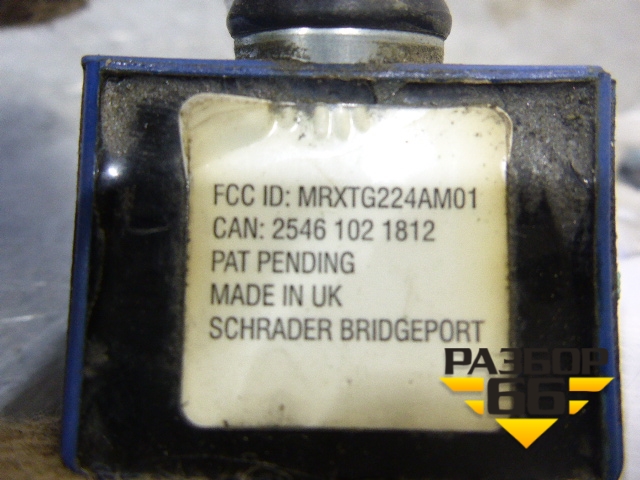 FCC ID: MRXTG224AM01
CAN: 2546 102 1812
PAT PENDING
MADE IN UK
SCHRADER BRIDGEPORT
РАЗБОР
66